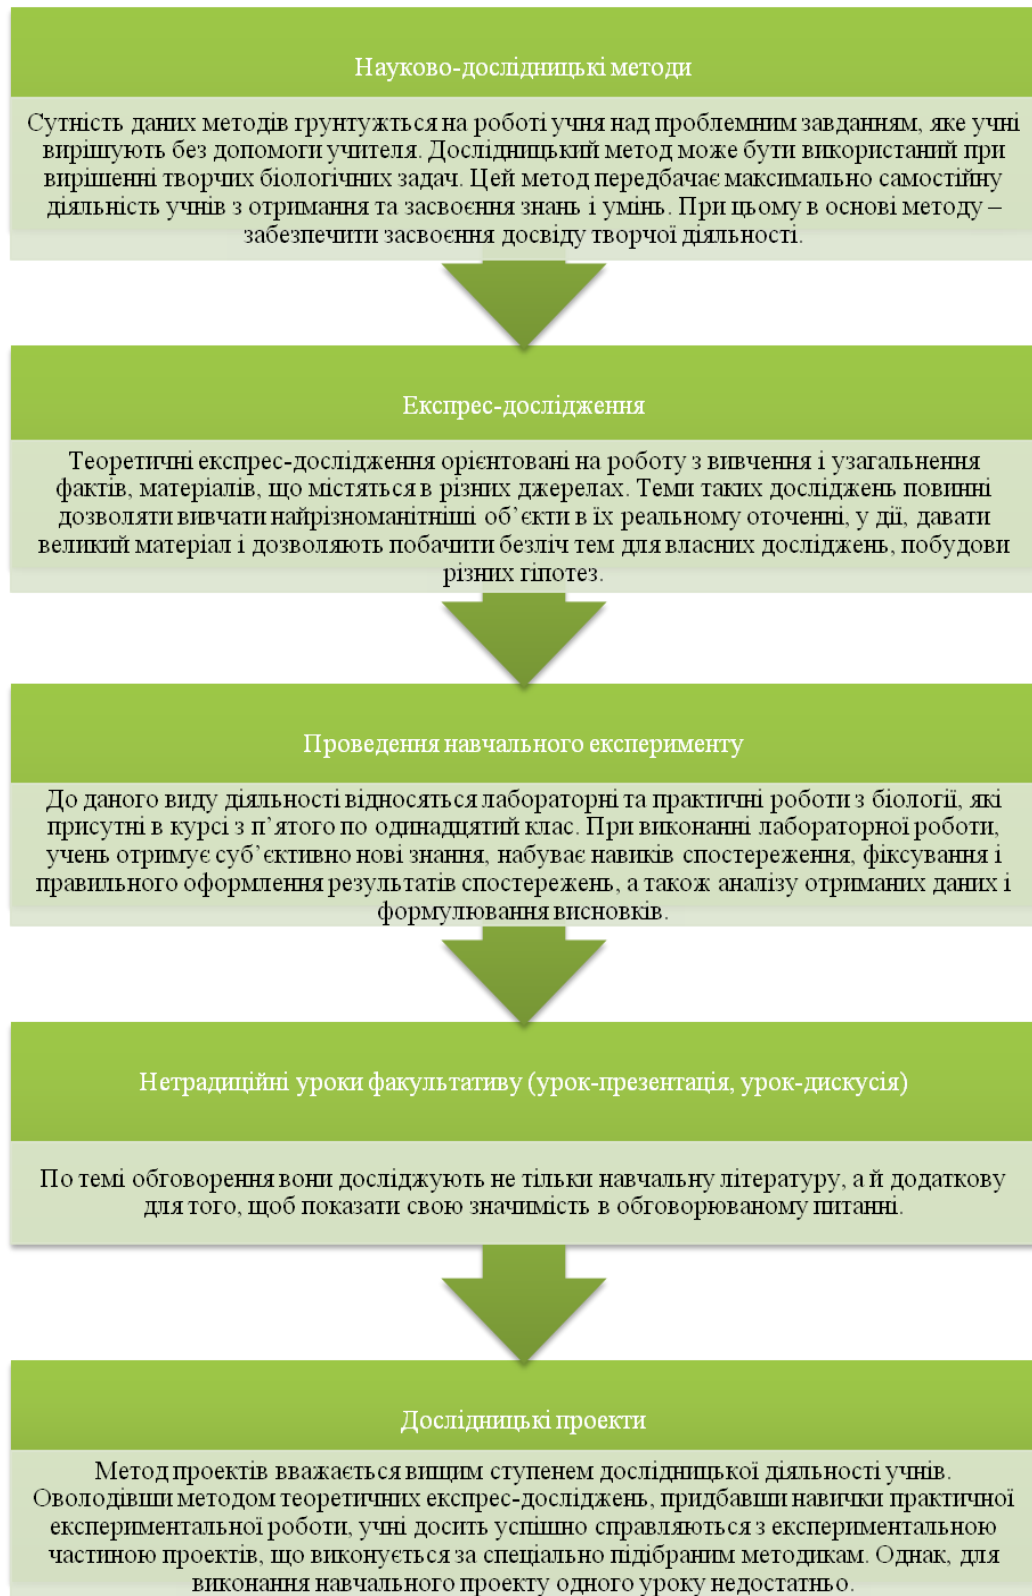 Науково-дослідницькі методи
Сутність даних методів грунтужться на роботі учня над проблемним завданням, яке учні
вирішують без допомоги учителя. Дослідницький метод може бути використаний при
вирішенні творчих біологічних задач. Цей метод передбачає максимально самостійну
діяльність учнів з отримання та засвоєння знань і умінь. При цьому в основі методу –
забезпечити засвоєння досвіду творчої діяльності.
Експрес-дослідження
Теоретичні експрес-дослідження орієнтовані на роботу з вивчення і узагальнення
фактів, матеріалів, що містяться в різних джерелах. Теми таких досліджень повинні
дозволяти вивчати найрізноманітніші об’єкти в їх реальному оточенні, у дії, давати
великий матеріал і дозволяють побачити безліч тем для власних досліджень, побудови
різних гіпотез.
Проведення навчального експерименту
До даного виду діяльності відносяться лабораторні та практичні роботи з біології, які
присутні в курсі з п’ятого по одинадцятий клас. При виконанні лабораторної роботи,
учень отримує суб’єктивно нові знання, набуває навиків спостереження, фіксування і
правильного оформлення результатів спостережень, а також аналізу отриманих даних і
формулювання висновків.
Нетрадиційні уроки факультативу (урок-презентація, урок-дискусія)
По темі обговорення вони досліджують не тільки навчальну літературу, а й додаткову
для того, щоб показати свою значимість в обговорюваному питанні.
Дослідницькі проекти
Метод проектів вважається вищим ступенем дослідницької діяльності учнів.
Оволодівши методом теоретичних експрес-досліджень, придбавши навички практичної
експериментальної роботи, учні досить успішно справляються з експериментальною
частиною проектів, що виконується за спеціально підібраним методикам. Однак, для
виконання навчального проекту одного уроку недостатньо.